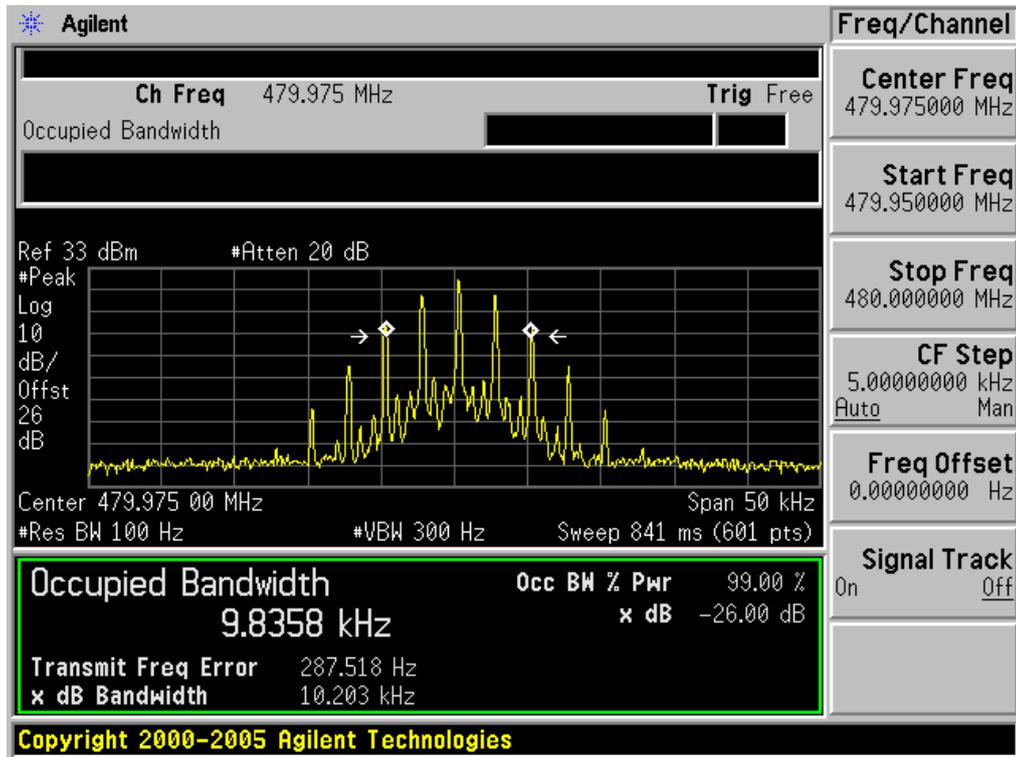 Agilent
Freq/Channel
Ch Freq 479.975 MHz Trig Free
Occupied Bandwidth
Center Freq
479.975000 MHz
Start Freq
479.950000 MHz
Stop Freq
480.000000 MHz
CF Step
5.00000000 kHz
Auto Man
Freq Offset
0.00000000 Hz
Signal Track
On Off
Ref 33 dBm #Atten 20 dB
#Peak
Log
10
dB/
Offst
26
dB
Center 479.975 00 MHz Span 50 kHz
#Res BW 100 Hz #VBW 300 Hz Sweep 841 ms (601 pts)
Occupied Bandwidth Occ BW % Pwr 99.00 %
9.8358 kHz x dB -26.00 dB
Transmit Freq Error 287.518 Hz
x dB Bandwidth 10.203 kHz
Copyright 2000-2005 Agilent Technologies